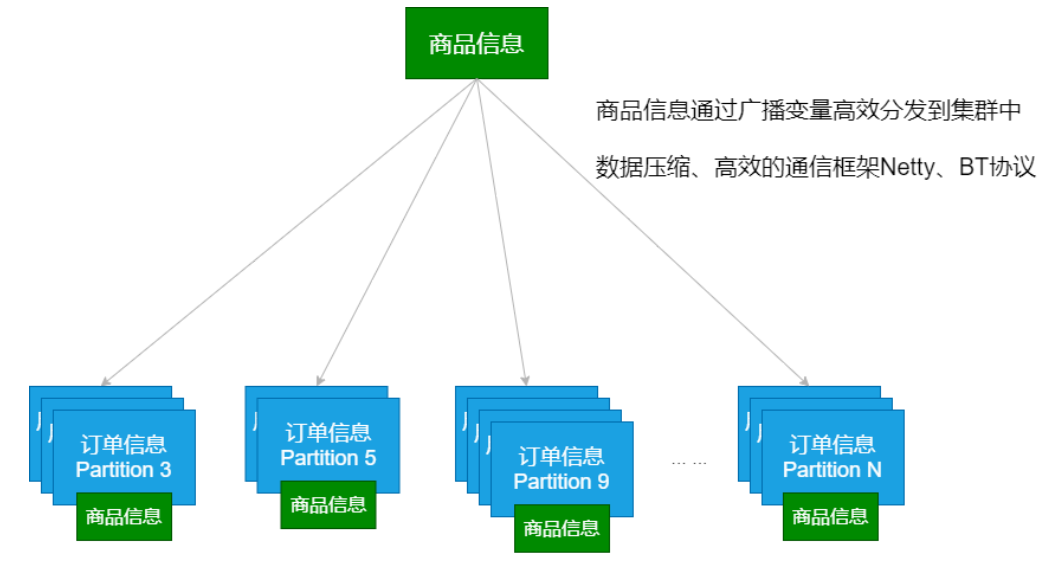 商品信息
商品信息通过广播变量高效分发到集群中
数据压缩、高效的通信框架Netty、BT协议
订单信息
Partition 3
商品信息
订单信息
Partition 5
商品信息
订单信息
Partition 9
商品信息
... ...
订单信息
Partition N
商品信息